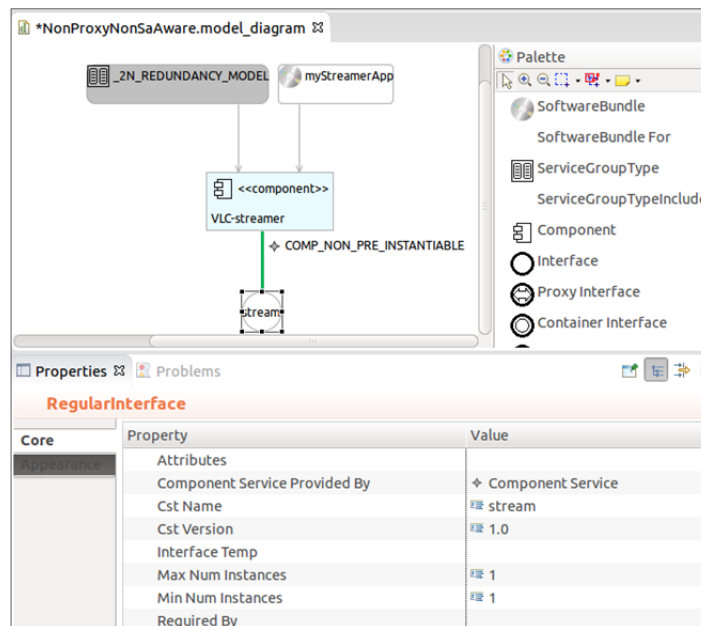 *NonProxyNonSaAware.model_diagram
_2N_REDUNDANCY_MODEL
myStreamerApp
<<component>>
VLC-streamer
COMP_NON_PRE_INSTANTIABLE
stream
Palette
SoftwareBundle
SoftwareBundle For
ServiceGroupType
ServiceGroupTypeInclude
Component
Interface
Proxy Interface
Container Interface
Properties
Problems
RegularInterface
Core
Appearance
Property Value
Attributes
Component Service Provided By Component Service
Cst Name stream
Cst Version 1.0
Interface Temp
Max Num Instances 1
Min Num Instances 1
Required By